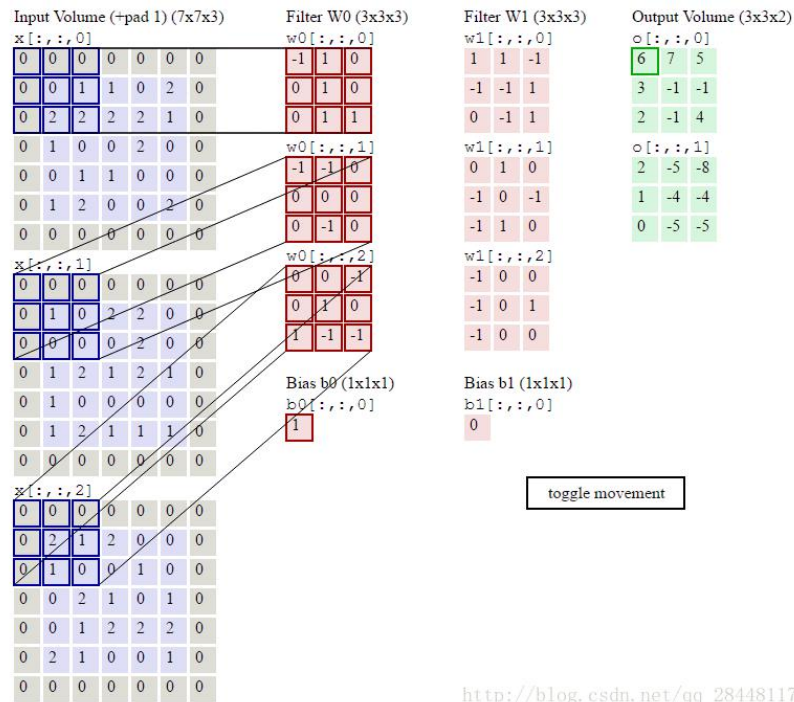 Input Volume (+pad 1) (7x7x3)
x[:,:,0]
0 0 0 0 0 0 0
0 0 1 1 0 2 0
0 2 2 2 2 1 0
0 1 0 0 2 0 0
0 0 1 1 0 0 0
0 1 2 0 0 2 0
0 0 0 0 0 0 0
x[:,:,1]
0 0 0 0 0 0 0
0 1 0 2 2 0 0
0 0 0 0 2 0 0
0 1 2 1 2 1 0
0 1 0 0 0 0 0
0 1 2 1 1 1 0
0 0 0 0 0 0 0
x[:,:,2]
0 0 0 0 0 0 0
0 2 1 2 0 0 0
0 1 0 0 1 0 0
0 0 2 1 0 1 0
0 0 1 2 2 2 0
0 2 1 0 0 1 0
0 0 0 0 0 0 0
Filter W0 (3x3x3)
w0[:,:,0]
-1 1 0
0 1 0
0 1 1
w0[:,:,1]
-1 -1 0
0 0 0
0 -1 0
w0[:,:,2]
0 0 -1
0 1 0
1 -1 -1
Bias b0 (1x1x1)
b0[:,:,0]
1
Filter W1 (3x3x3)
w1[:,:,0]
1 1 -1
-1 -1 1
0 -1 1
w1[:,:,1]
0 1 0
-1 0 -1
-1 1 0
w1[:,:,2]
-1 0 0
-1 0 1
-1 0 0
Bias b1 (1x1x1)
b1[:,:,0]
0
Output Volume (3x3x2)
o[:,:,0]
6 7 5
3 -1 -1
2 -1 4
o[:,:,1]
2 -5 -8
1 -4 -4
0 -5 -5
toggle movement
http://blog.csdn.net/qq_28448117